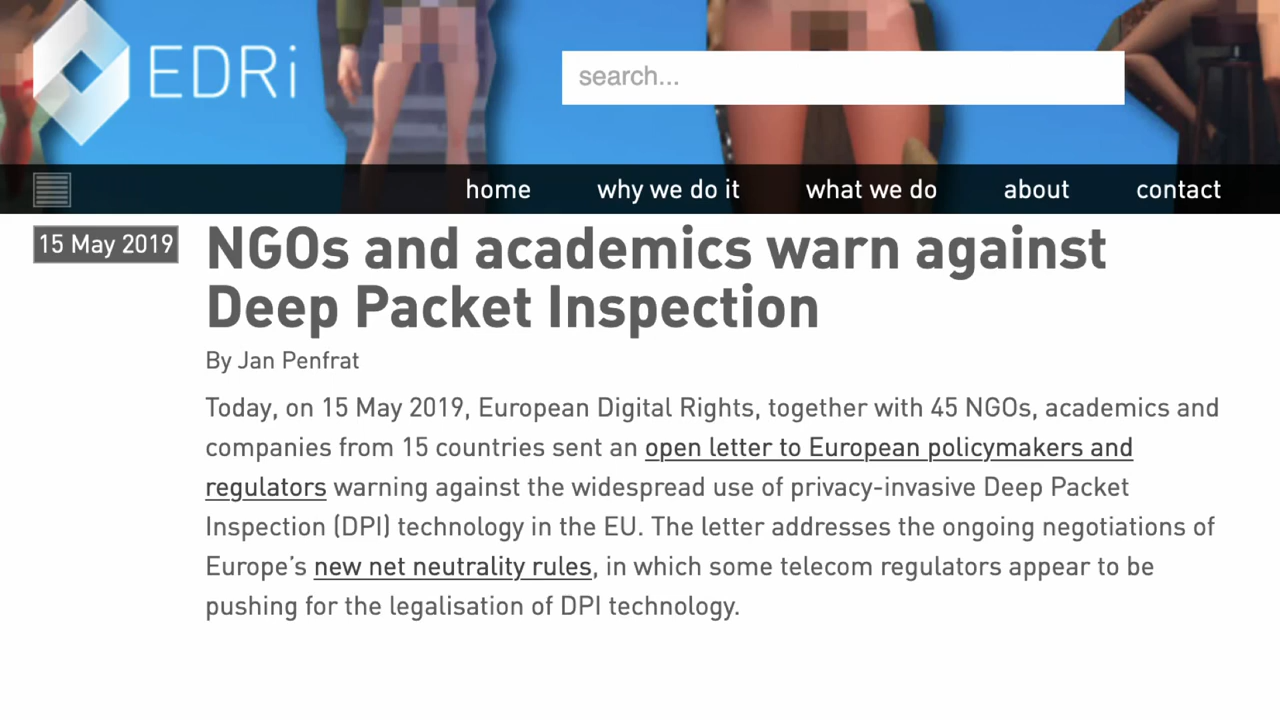 EDRi
search...
home why we do it what we do about contact
15 May 2019
NGOs and academics warn against
Deep Packet Inspection
By Jan Penfrat
Today, on 15 May 2019, European Digital Rights, together with 45 NGOs, academics and
companies from 15 countries sent an open letter to European policymakers and
regulators warning against the widespread use of privacy-invasive Deep Packet
Inspection (DPI) technology in the EU. The letter addresses the ongoing negotiations of
Europe’s new net neutrality rules, in which some telecom regulators appear to be
pushing for the legalisation of DPI technology.